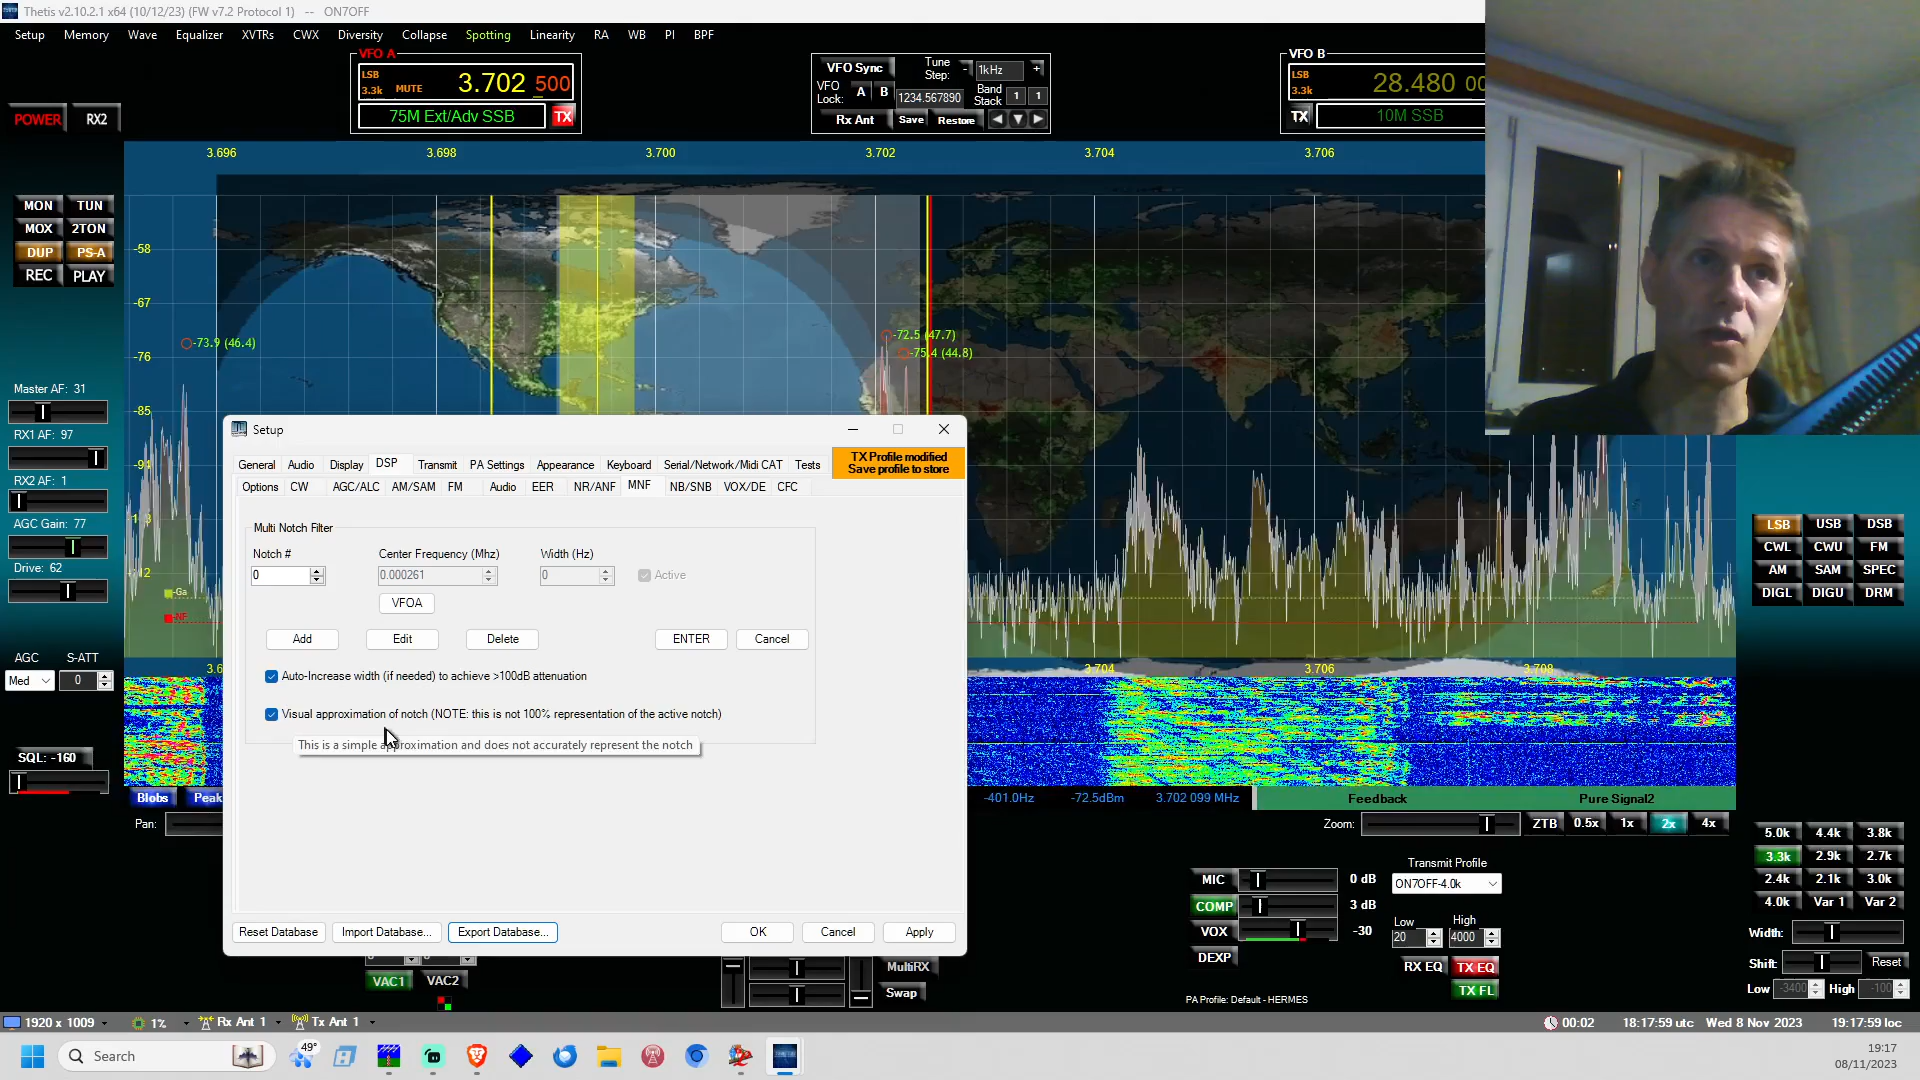 Thetis v2.10.2.1 x64 (10/12/23) (FW v7.2 Protocol 1)  --  ON7OFF
Setup Memory Wave Equalizer XVTRs CWX Diversity Collapse Spotting Linearity RA WB PI BPF
VFO A
LSB
3.3k MUTE 3.702 500
75M Ext/Adv SSB TX
VFO Sync Tune Step: - 1kHz +
VFO Lock: A B 1234.567890 Band Stack 1 1
Rx Ant Save Restore
VFO B
LSB
3.3k 28.480 00
TX 10M SSB
POWER RX2
3.696 3.698 3.700 3.702 3.704 3.706
MON TUN
MOX 2TON
DUP PS-A
REC PLAY
-58
-67
-76
-85
-73.9 (46.4)
-72.5 (47.7)
-75.4 (44.8)
Master AF: 31
RX1 AF: 97
RX2 AF: 1
AGC Gain: 77
Drive: 62
-Ga
-NF
AGC S-ATT
Med 0
SQL: -160
Setup
General Audio Display DSP Transmit PA Settings Appearance Keyboard Serial/Network/Midi CAT Tests
TX Profile modified
Save profile to store
Options CW AGC/ALC AM/SAM FM Audio EER NR/ANF MNF NB/SNB VOX/DE CFC
Multi Notch Filter
Notch # Center Frequency (Mhz) Width (Hz)
0 0.000261 0 Active
VFOA
Add Edit Delete ENTER Cancel
Auto-Increase width (if needed) to achieve >100dB attenuation
Visual approximation of notch (NOTE: this is not 100% representation of the active notch)
This is a simple approximation and does not accurately represent the notch
Reset Database Import Database... Export Database... OK Cancel Apply
3.704 3.706 3.708
LSB USB DSB
CWL CWU FM
AM SAM SPEC
DIGL DIGU DRM
Blobs Peak
-401.0Hz -72.5dBm 3.702 099 MHz Feedback Pure Signal2
Pan:
Zoom: ZTB 0.5x 1x 2x 4x
5.0k 4.4k 3.8k
3.3k 2.9k 2.7k
2.4k 2.1k 3.0k
4.0k Var 1 Var 2
Width:
Shift: Reset
Low -3400 High -100
MIC 0 dB
COMP 3 dB
VOX -30
DEXP
Transmit Profile
ON7OFF-4.0k
Low High
20 4000
RX EQ TX EQ
TX FL
VAC1 VAC2
MultiRX
Swap
PA Profile: Default - HERMES
1920 x 1009 1% Rx Ant 1 Tx Ant 1 00:02 18:17:59 utc Wed 8 Nov 2023 19:17:59 loc
Search
49°
19:17
08/11/2023